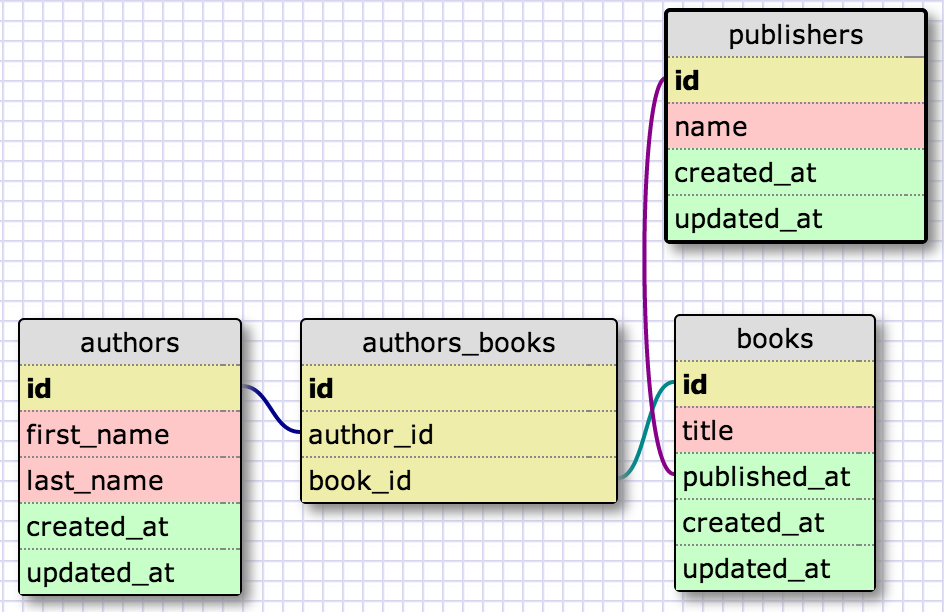 publishers
id
name
created_at
updated_at
authors
id
first_name
last_name
created_at
updated_at
authors_books
id
author_id
book_id
books
id
title
published_at
created_at
updated_at